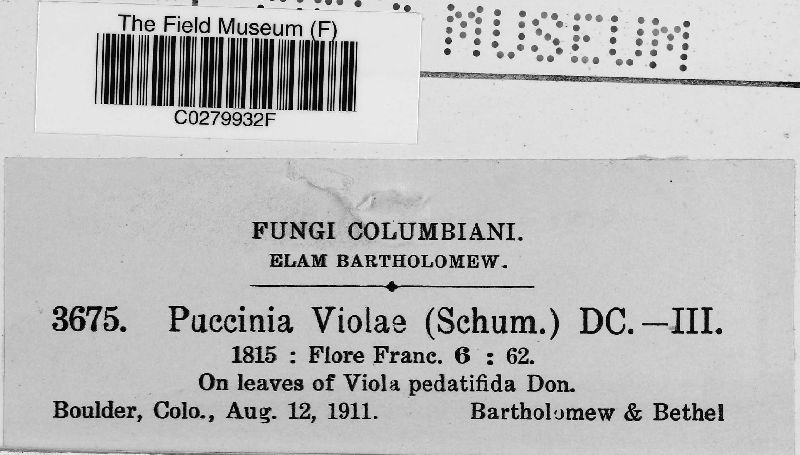 MUSEUM
The Field Museum (F)
C0279932F
FUNGI COLUMBIANI.
ELAM BARTHOLOMEW.
3675. Puccinia Violae (Schum.) DC.—III.
1815 : Flore Franc. 6 : 62.
On leaves of Viola pedatifida Don.
Boulder, Colo., Aug. 12, 1911. Bartholomew & Bethel